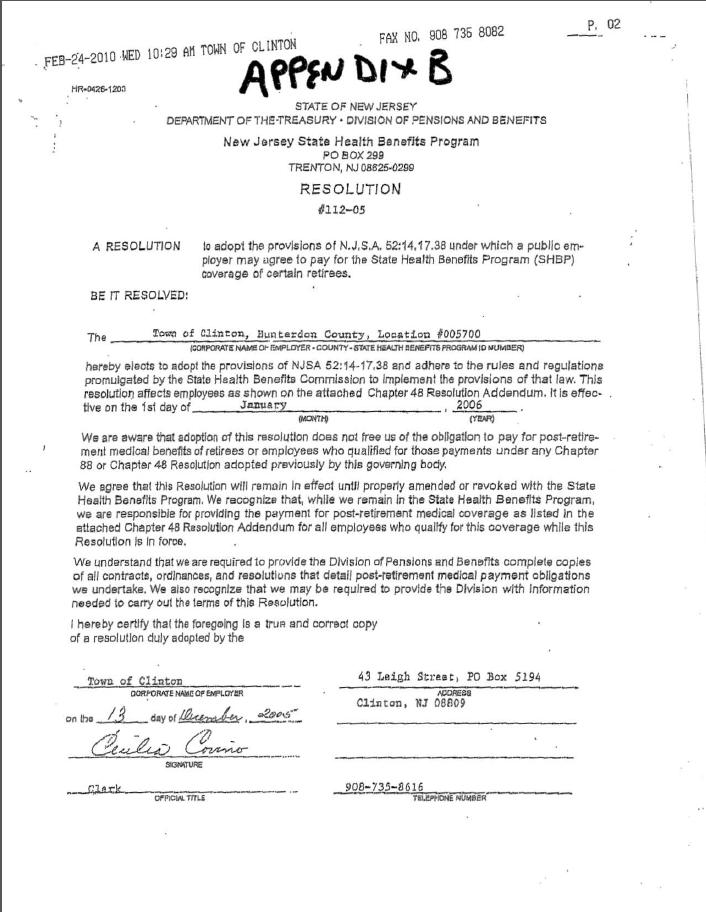 P. 02
FAX NO. 908 735 8082
FEB-24-2010 WED 10:29 AM TOWN OF CLINTON
APPENDIX B
HR-0426-1203
STATE OF NEW JERSEY
DEPARTMENT OF THE TREASURY • DIVISION OF PENSIONS AND BENEFITS
New Jersey State Health Benefits Program
PO BOX 299
TRENTON, NJ 08625-0299
RESOLUTION
#112-05
A RESOLUTION to adopt the provisions of N.J.S.A. 52:14.17.38 under which a public em-
ployer may agree to pay for the State Health Benefits Program (SHBP)
coverage of certain retirees.
BE IT RESOLVED:
The Town of Clinton, Hunterdon County, Location #005700
(CORPORATE NAME OF EMPLOYER - COUNTY - STATE HEALTH BENEFITS PROGRAM ID NUMBER)
hereby elects to adopt the provisions of NJSA 52:14-17.38 and adhere to the rules and regulations
promulgated by the State Health Benefits Commission to implement the provisions of that law. This
resolution affects employees as shown on the attached Chapter 48 Resolution Addendum. It is effec-
tive on the 1st day of January, 2006.
(MONTH) (YEAR)
We are aware that adoption of this resolution does not free us of the obligation to pay for post-retire-
ment medical benefits of retirees or employees who qualified for those payments under any Chapter
88 or Chapter 48 Resolution adopted previously by this governing body.
We agree that this Resolution will remain in effect until properly amended or revoked with the State
Health Benefits Program. We recognize that, while we remain in the State Health Benefits Program,
we are responsible for providing the payment for post-retirement medical coverage as listed in the
attached Chapter 48 Resolution Addendum for all employees who qualify for this coverage while this
Resolution is in force.
We understand that we are required to provide the Division of Pensions and Benefits complete copies
of all contracts, ordinances, and resolutions that detail post-retirement medical payment obligations
we undertake. We also recognize that we may be required to provide the Division with information
needed to carry out the terms of this Resolution.
I hereby certify that the foregoing is a true and correct copy
of a resolution duly adopted by the
Town of Clinton
CORPORATE NAME OF EMPLOYER
on the 13 day of December, 2005
Cecilia Covino
SIGNATURE
Clerk
OFFICIAL TITLE
43 Leigh Street, PO Box 5194
ADDRESS
Clinton, NJ 08809
908-735-8616
TELEPHONE NUMBER